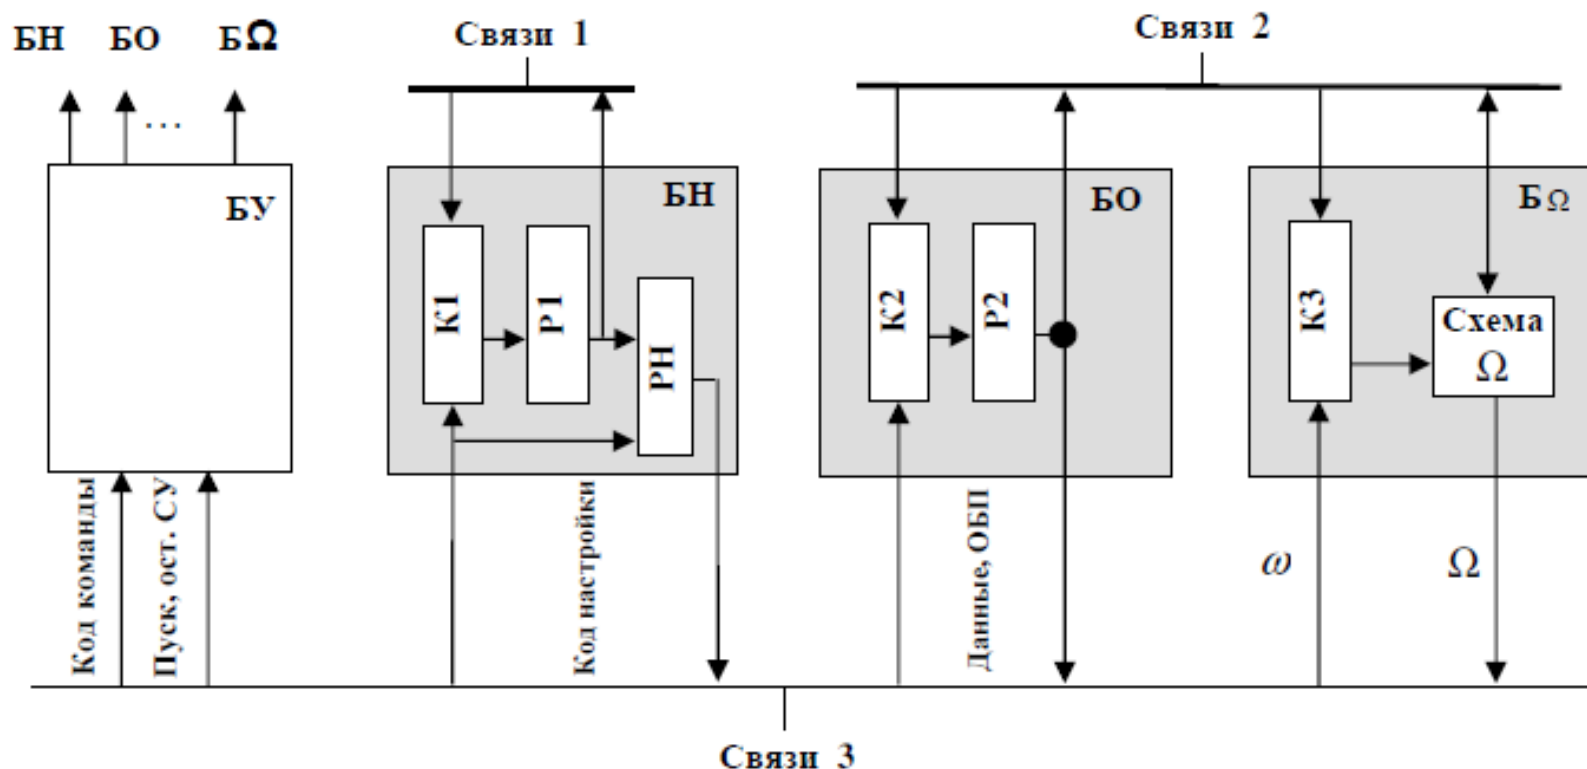 БН БО БΩ
Связи 1
Связи 2
...
БУ
БН
БО
БΩ
К1
Р1
РН
К2
Р2
К3
Схема
Ω
Код команды
Пуск, ост. СУ
Код настройки
Данные, ОБП
ω
Ω
Связи 3